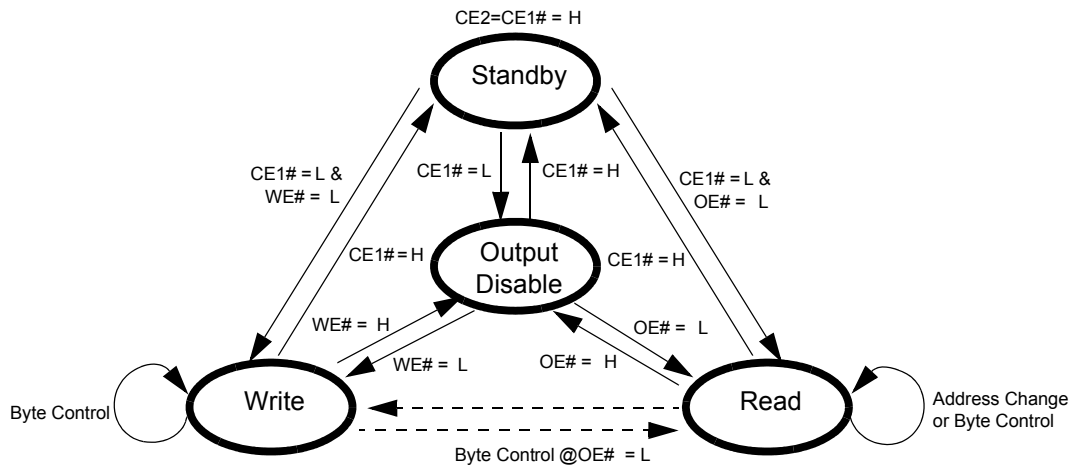 CE2=CE1# = H
Standby
CE1# = L &
WE# = L
CE1# = L
CE1# = H
CE1# = L &
OE# = L
CE1# = H
Output
Disable
CE1# = H
WE# = H
OE# = L
WE# = L
OE# = H
Byte Control
Write
Read
Address Change
or Byte Control
Byte Control @OE# = L